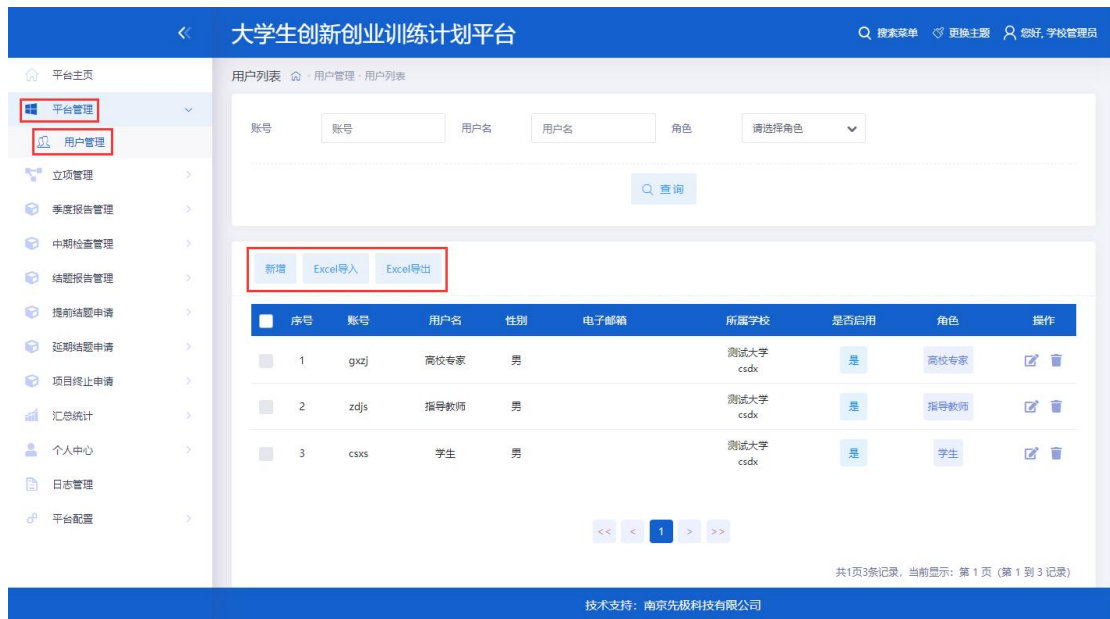 大学生创新创业训练计划平台
搜索菜单 更换主题 您好, 学校管理员
平台主页
平台管理
用户管理
立项管理
季度报告管理
中期检查管理
结题报告管理
提前结题申请
延期结题申请
项目终止申请
汇总统计
个人中心
日志管理
平台配置
用户列表 用户管理 用户列表
账号 账号 用户名 用户名 角色 请选择角色
查询
新增 Excel导入 Excel导出
序号 账号 用户名 性别 电子邮箱 所属学校 是否启用 角色 操作
1 gxzj 高校专家 男 测试大学 csdx 是 高校专家
2 zdjs 指导教师 男 测试大学 csdx 是 指导教师
3 csxs 学生 男 测试大学 csdx 是 学生
<< < 1 > >>
共1页3条记录, 当前显示: 第 1 页 (第 1 到 3 记录)
技术支持: 南京先极科技有限公司